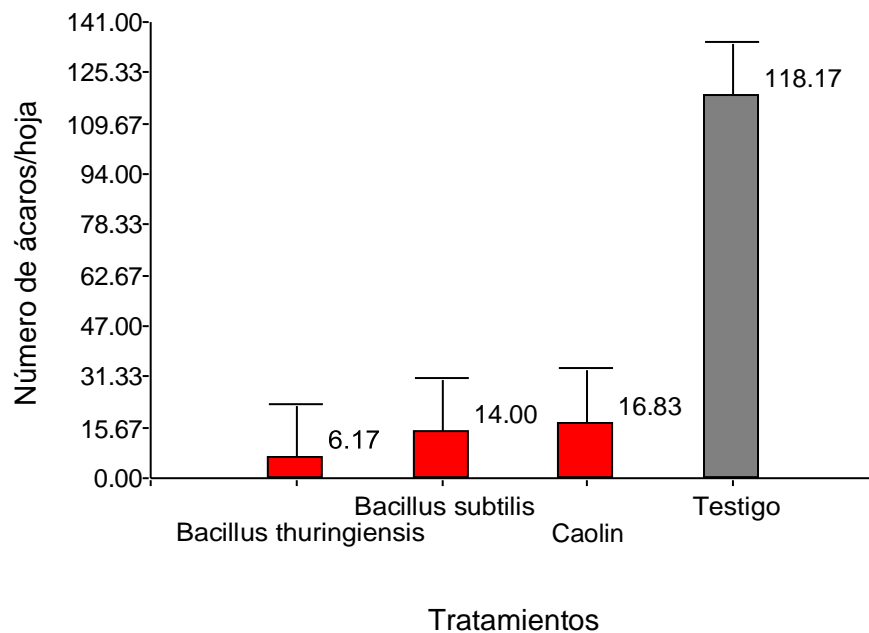 141.00
125.33
109.67
94.00
78.33
62.67
47.00
31.33
15.67
0.00
Número de ácaros/hoja
6.17
14.00
16.83
118.17
Bacillus thuringiensis
Bacillus subtilis
Caolin
Testigo
Tratamientos